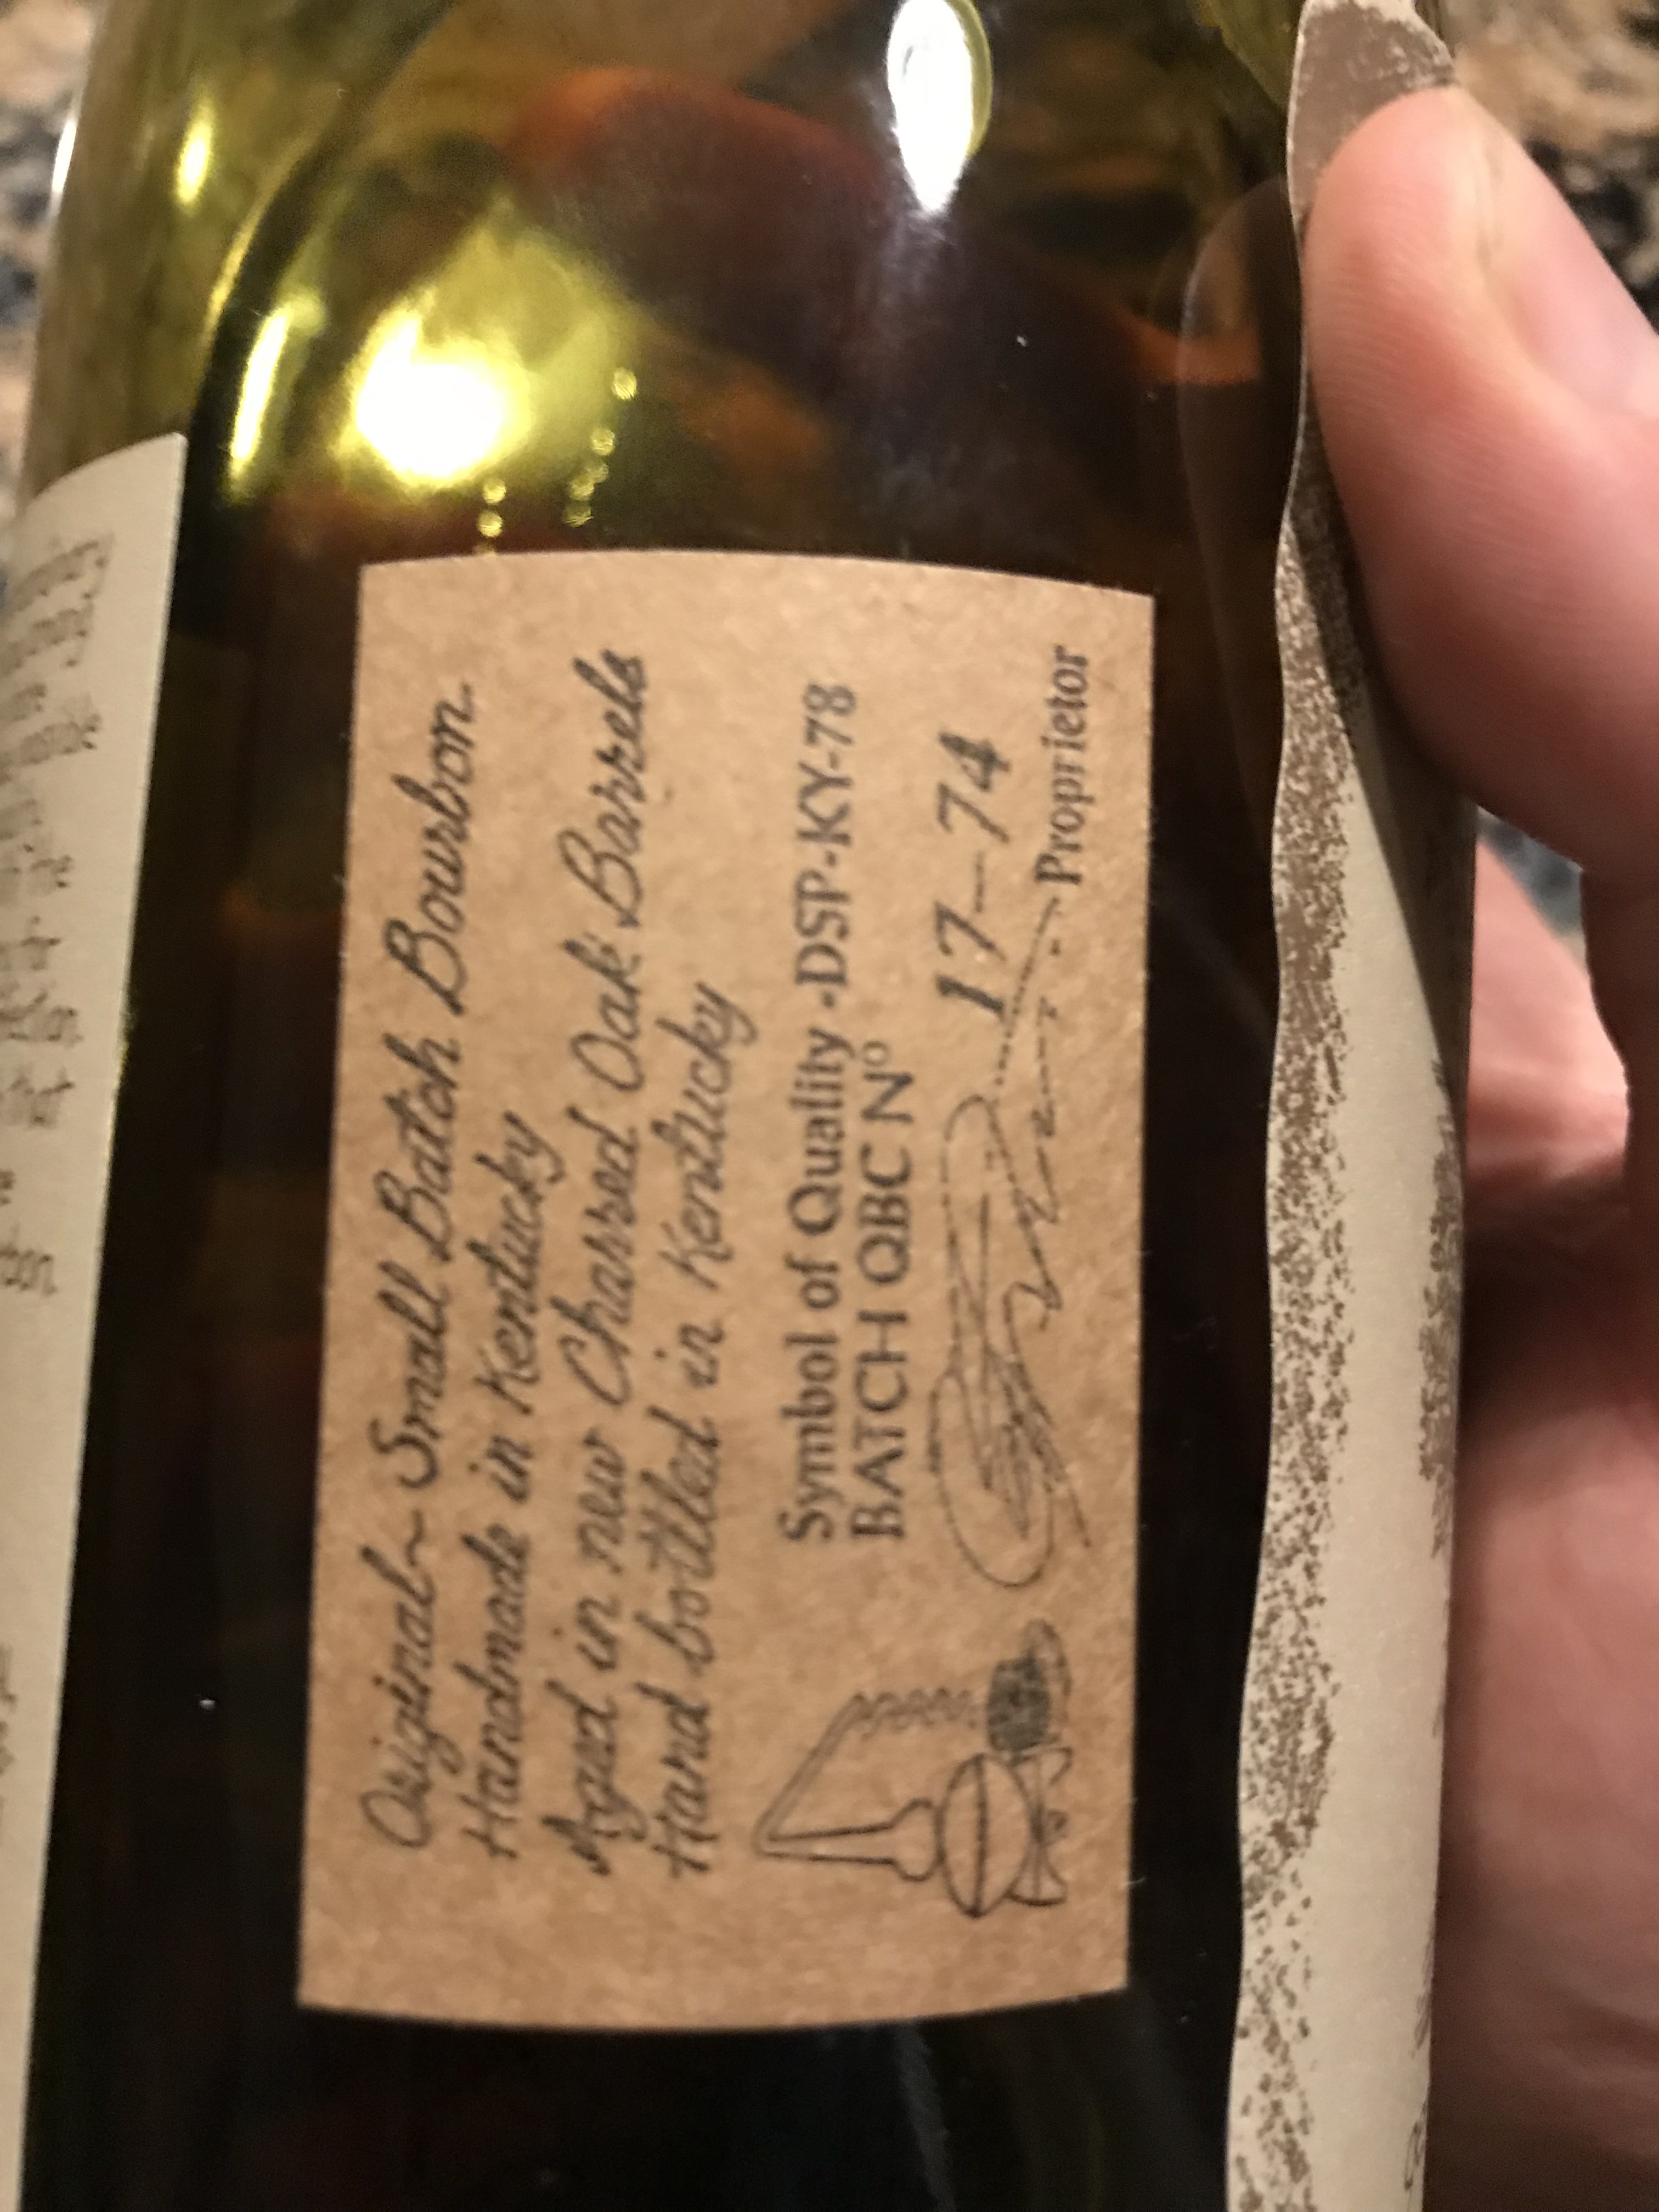 Original ~ Small Batch Bourbon.
Handmade in Kentucky
Aged in new Charred Oak Barrels
Hand bottled in Kentucky
Symbol of Quality -DSP-KY-78
BATCH QBC Nº 17-74
Proprietor